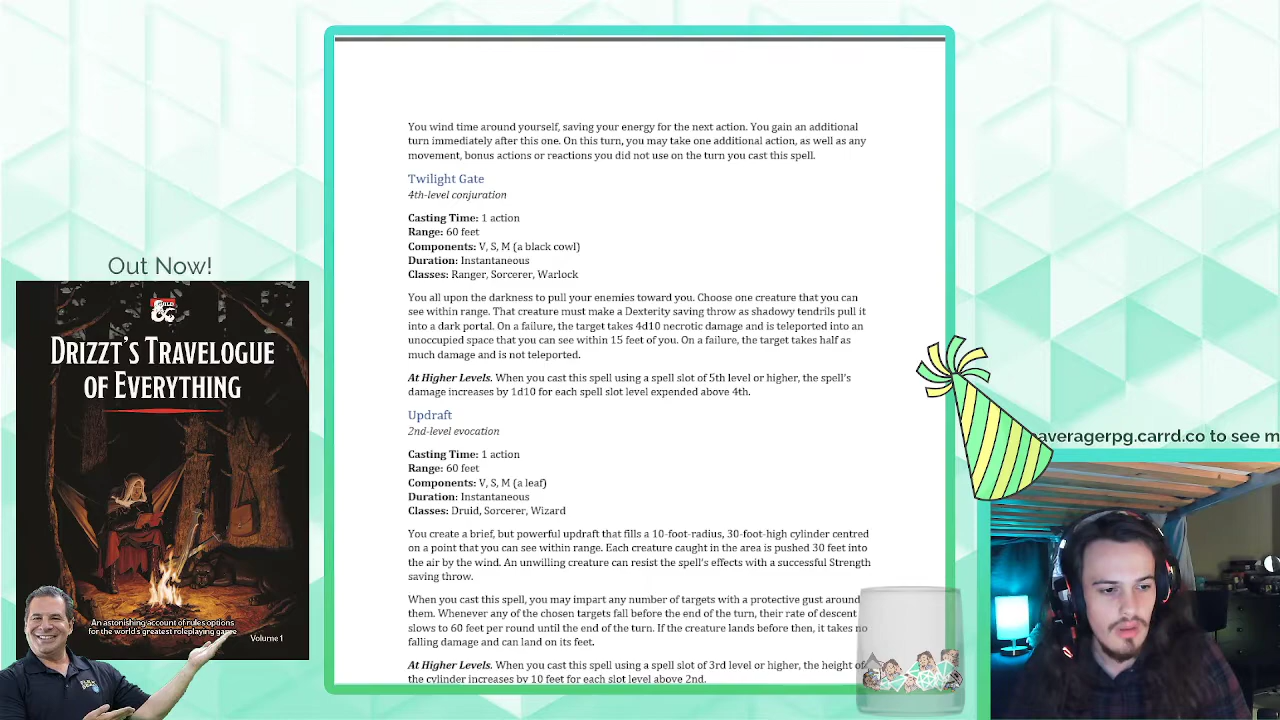 You wind time around yourself, saving your energy for the next action. You gain an additional
turn immediately after this one. On this turn, you may take one additional action, as well as any
movement, bonus actions or reactions you did not use on the turn you cast this spell.
Twilight Gate
4th-level conjuration
Casting Time: 1 action
Range: 60 feet
Components: V, S, M (a black cowl)
Duration: Instantaneous
Classes: Ranger, Sorcerer, Warlock
You all upon the darkness to pull your enemies toward you. Choose one creature that you can
see within range. That creature must make a Dexterity saving throw as shadowy tendrils pull it
into a dark portal. On a failure, the target takes 4d10 necrotic damage and is teleported into an
unoccupied space that you can see within 15 feet of you. On a failure, the target takes half as
much damage and is not teleported.
At Higher Levels. When you cast this spell using a spell slot of 5th level or higher, the spell's
damage increases by 1d10 for each spell slot level expended above 4th.
Updraft
2nd-level evocation
Casting Time: 1 action
Range: 60 feet
Components: V, S, M (a leaf)
Duration: Instantaneous
Classes: Druid, Sorcerer, Wizard
You create a brief, but powerful updraft that fills a 10-foot-radius, 30-foot-high cylinder centred
on a point that you can see within range. Each creature caught in the area is pushed 30 feet into
the air by the wind. An unwilling creature can resist the spell's effects with a successful Strength
saving throw.
When you cast this spell, you may impart any number of targets with a protective gust around
them. Whenever any of the chosen targets fall before the end of the turn, their rate of descent
slows to 60 feet per round until the end of the turn. If the creature lands before then, it takes no
falling damage and can land on its feet.
At Higher Levels. When you cast this spell using a spell slot of 3rd level or higher, the height of
the cylinder increases by 10 feet for each slot level above 2nd.
Out Now!
DRIZZT'S TRAVELOGUE
OF EVERYTHING
An astonishing account of rules options
for the world's greatest roleplaying game
Volume 1
averagerpg.carrd.co to see m